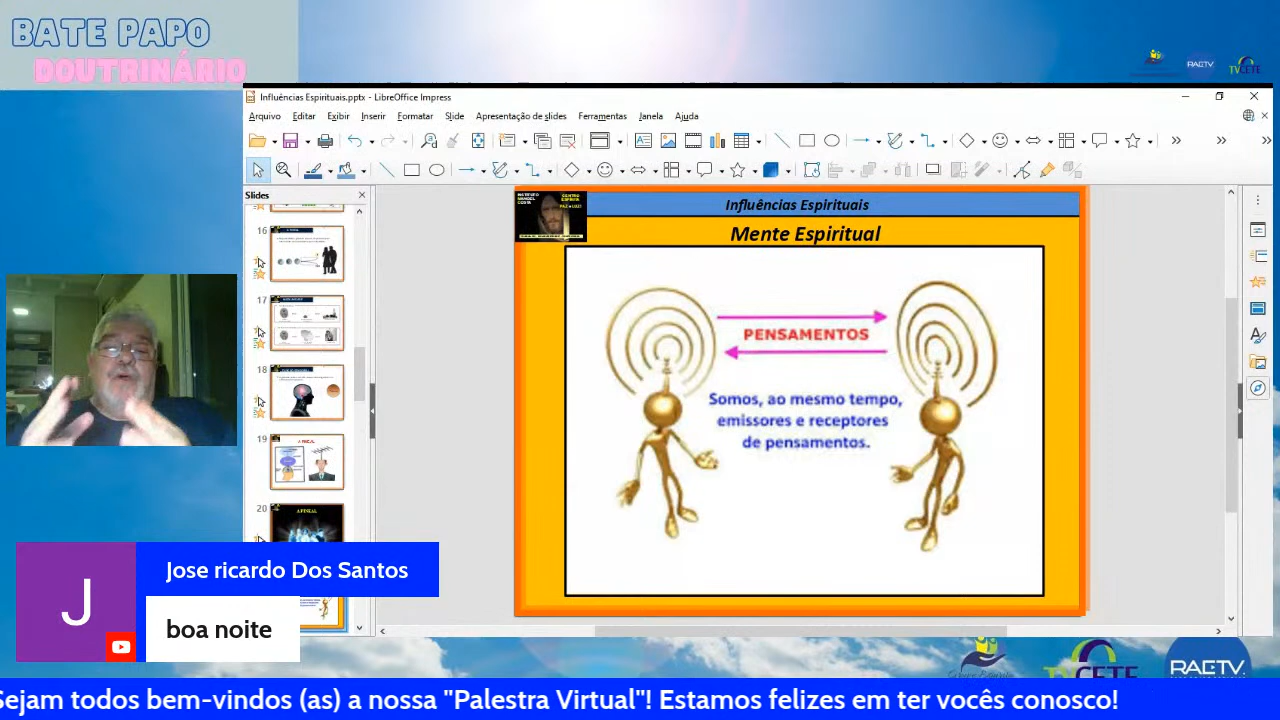 BATE PAPO
DOUTRINÁRIO
RAETV
TVCETE
Influências Espirituais.pptx - LibreOffice Impress
Arquivo Editar Exibir Inserir Formatar Slide Apresentação de slides Ferramentas Janela Ajuda
Slides
16
17
18
19
20
Influências Espirituais
Mente Espiritual
PENSAMENTOS
Somos, ao mesmo tempo,
emissores e receptores
de pensamentos.
J
Jose ricardo Dos Santos
boa noite
TVCETE
RAETV
Sejam todos bem-vindos (as) a nossa "Palestra Virtual"! Estamos felizes em ter vocês conosco!